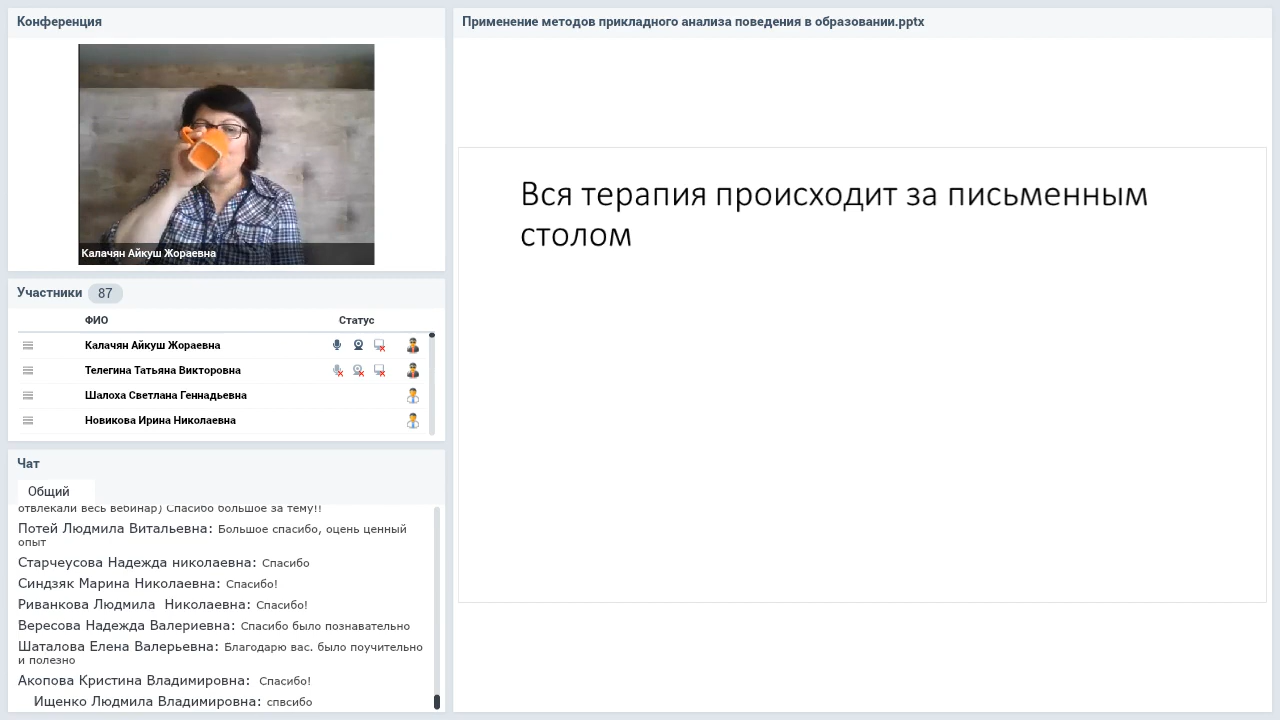 Конференция
Калачян Айкуш Жораевна
Участники 87
ФИО Статус
Калачян Айкуш Жораевна
Телегина Татьяна Викторовна
Шалоха Светлана Геннадьевна
Новикова Ирина Николаевна
Чат
Общий
отвлекали весь вебинар) Спасибо большое за тему!!
Потей Людмила Витальевна: Большое спасибо, оцень ценный
опыт
Старчеусова Надежда николаевна: Спасибо
Синдзяк Марина Николаевна: Спасибо!
Риванкова Людмила Николаевна: Спасибо!
Вересова Надежда Валериевна: Спасибо было познавательно
Шаталова Елена Валерьевна: Благодарю вас. было поучительно
и полезно
Акопова Кристина Владимировна: Спасибо!
Ищенко Людмила Владимировна: спвсибо
Применение методов прикладного анализа поведения в образовании.pptx
Вся терапия происходит за письменным
столом